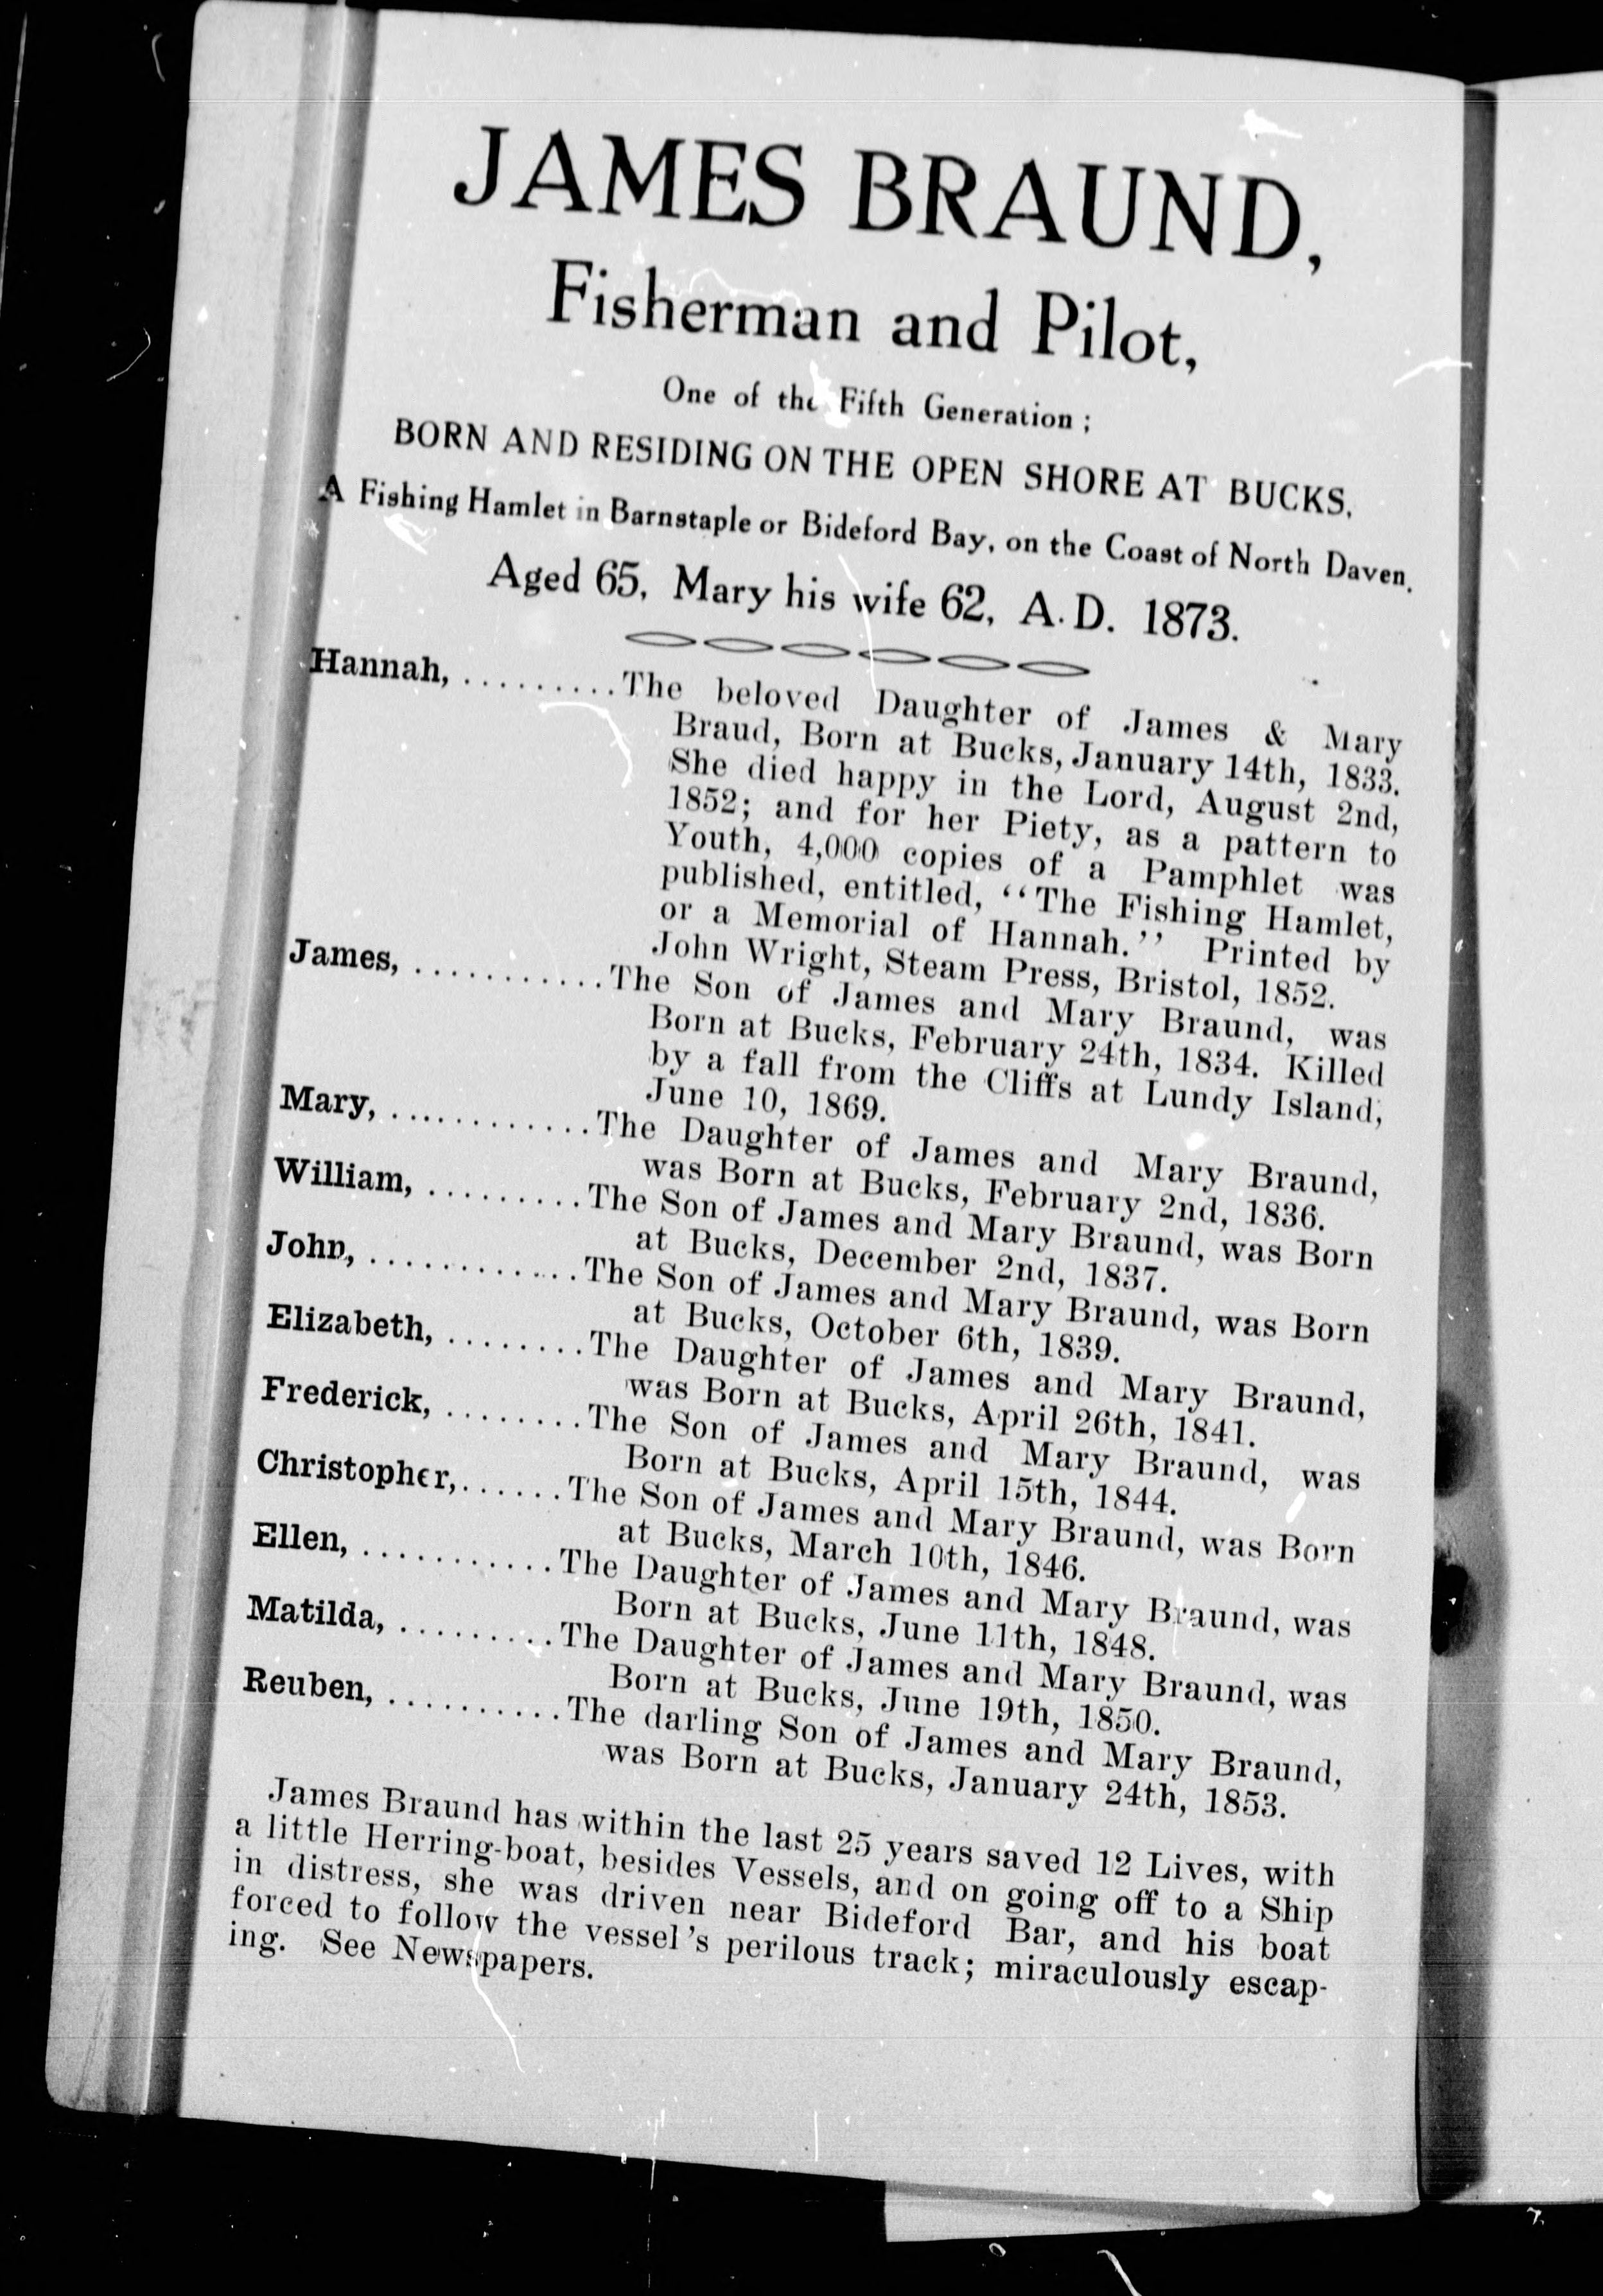 JAMES BRAUND,
Fisherman and Pilot,
One of the Fifth Generation ;
BORN AND RESIDING ON THE OPEN SHORE AT BUCKS,
A Fishing Hamlet in Barnstaple or Bideford Bay, on the Coast of North Daven.
Aged 65, Mary his wife 62, A.D. 1873.
Hannah, ..........The beloved Daughter of James & Mary
Braud, Born at Bucks, January 14th, 1833.
She died happy in the Lord, August 2nd,
1852; and for her Piety, as a pattern to
Youth, 4,000 copies of a Pamphlet was
published, entitled, "The Fishing Hamlet,
or a Memorial of Hannah." Printed by
John Wright, Steam Press, Bristol, 1852.
James, ............The Son of James and Mary Braund, was
Born at Bucks, February 24th, 1834. Killed
by a fall from the Cliffs at Lundy Island,
June 10, 1869.
Mary, .............The Daughter of James and Mary Braund,
was Born at Bucks, February 2nd, 1836.
William, ..........The Son of James and Mary Braund, was Born
at Bucks, December 2nd, 1837.
John, .............The Son of James and Mary Braund, was Born
at Bucks, October 6th, 1839.
Elizabeth, ........The Daughter of James and Mary Braund,
was Born at Bucks, April 26th, 1841.
Frederick, ........The Son of James and Mary Braund, was
Born at Bucks, April 15th, 1844.
Christopher,......The Son of James and Mary Braund, was Born
at Bucks, March 10th, 1846.
Ellen, ...........The Daughter of James and Mary Braund, was
Born at Bucks, June 11th, 1848.
Matilda, .........The Daughter of James and Mary Braund, was
Born at Bucks, June 19th, 1850.
Reuben, ..........The darling Son of James and Mary Braund,
was Born at Bucks, January 24th, 1853.
James Braund has within the last 25 years saved 12 Lives, with
a little Herring-boat, besides Vessels, and on going off to a Ship
in distress, she was driven near Bideford Bar, and his boat
forced to follow the vessel's perilous track; miraculously escap-
ing. See Newspapers.